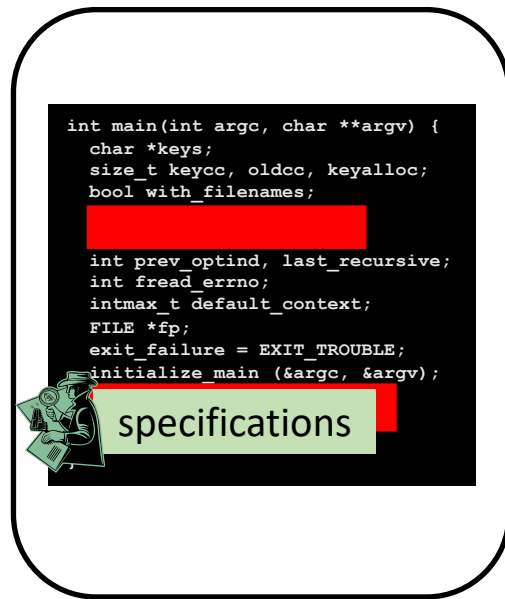 int main(int argc, char **argv) {
char *keys;
size_t keycc, oldcc, keyalloc;
bool with_filenames;
int prev_optind, last_recursive;
int fread_errno;
intmax_t default_context;
FILE *fp;
exit_failure = EXIT_TROUBLE;
initialize_main (&argc, &argv);
specifications
}